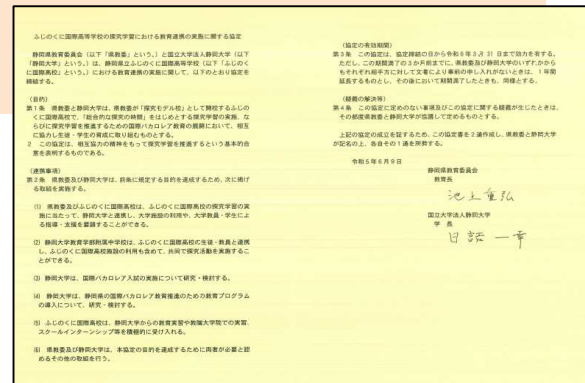 ふじのくに国際高等学校の探究学習における教育連携の実施に関する協定
静岡県教育委員会（以下「県教委」という。）と国立大学法人静岡大学（以下
「静岡大学」という。）は、静岡県立ふじのくに国際高等学校（以下「ふじのく
に国際高校」という。）における教育連携の実施に関して、以下のとおり協定を
締結する。
（目的）
第１条 県教委と静岡大学は、県教委が「探究モデル校」として開校するふじの
くに国際高校で、「総合的な探究の時間」をはじめとする探究学習の実施、な
らびに探究学習を推進するための国際バカロレア教育の展開において、相互
に協力し生徒・学生の育成に取り組むものとする。
２ この協定は、相互協力の精神をもって探究学習を推進するという基本的合
意を表明するものである。
（連携事項）
第２条 県教委及び静岡大学は、前条に規定する目的を達成するため、次に掲げ
る取組を実施する。
(1) 県教委及びふじのくに国際高校は、ふじのくに国際高校の探究学習の実
施に当たって、静岡大学と連携し、大学施設の利用や、大学教員・学生によ
る指導・支援を要請することができる。
(2) 静岡大学教育学部附属中学校は、ふじのくに国際高校の生徒・教員と連携
し、ふじのくに国際高校施設の利用も含めて、共同で探究活動を実施するこ
とができる。
(3) 静岡大学は、国際バカロレア入試の実施について研究・検討する。
(4) 静岡大学は、静岡県の国際バカロレア教育推進のための教育プログラム
の導入について、研究・検討する。
(5) ふじのくに国際高校は、静岡大学からの教育実習や教職大学院での実習、
スクールインターンシップ等を積極的に受け入れる。
(6) 県教委及び静岡大学は、本協定の目的を達成するために両者が必要と認
めるその他の取組を行う。
（協定の有効期間）
第３条 この協定は、協定締結の日から令和６年３月31日まで効力を有する。
ただし、この期間満了の３か月前までに、県教委及び静岡大学のいずれかから
もそれぞれ相手方に対して文書により事前の申し入れがないときは、１年間
延長するものとし、その後において期間満了したときも、同様とする。
（疑義の解決等）
第４条 この協定に定めのない事項及びこの協定に関する疑義が生じたときは、
その都度県教委と静岡大学が協議して定めるものとする。
上記の協定の成立を証するため、この協定書を２通作成し、県教委と静岡大学
が記名の上、各自その１通を所持する。
令和５年６月９日
静岡県教育委員会
教育長
池上重弘
国立大学法人静岡大学
学 長
日詰 一幸